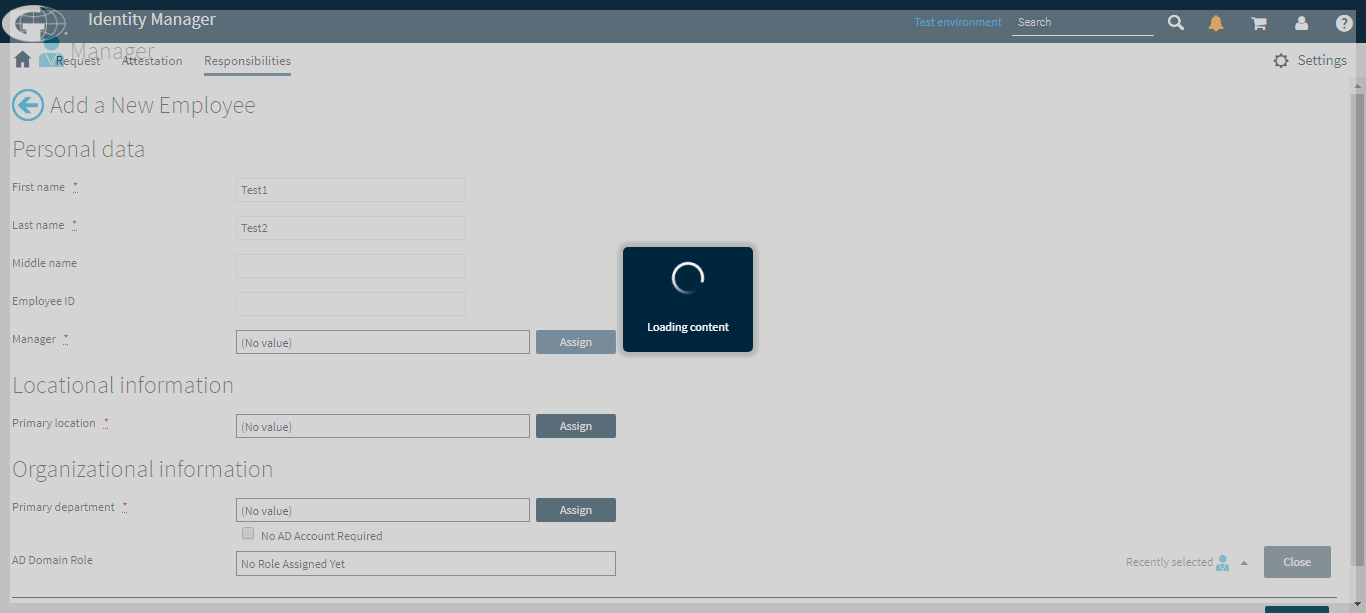 Identity Manager
Test environment
Search
Manager
Request
Attestation
Responsibilities
Settings
Add a New Employee
Personal data
First name *
Test1
Last name *
Test2
Middle name
Employee ID
Manager *
(No value)
Assign
Loading content
Locational information
Primary location *
(No value)
Assign
Organizational information
Primary department *
(No value)
Assign
No AD Account Required
AD Domain Role
No Role Assigned Yet
Recently selected
Close